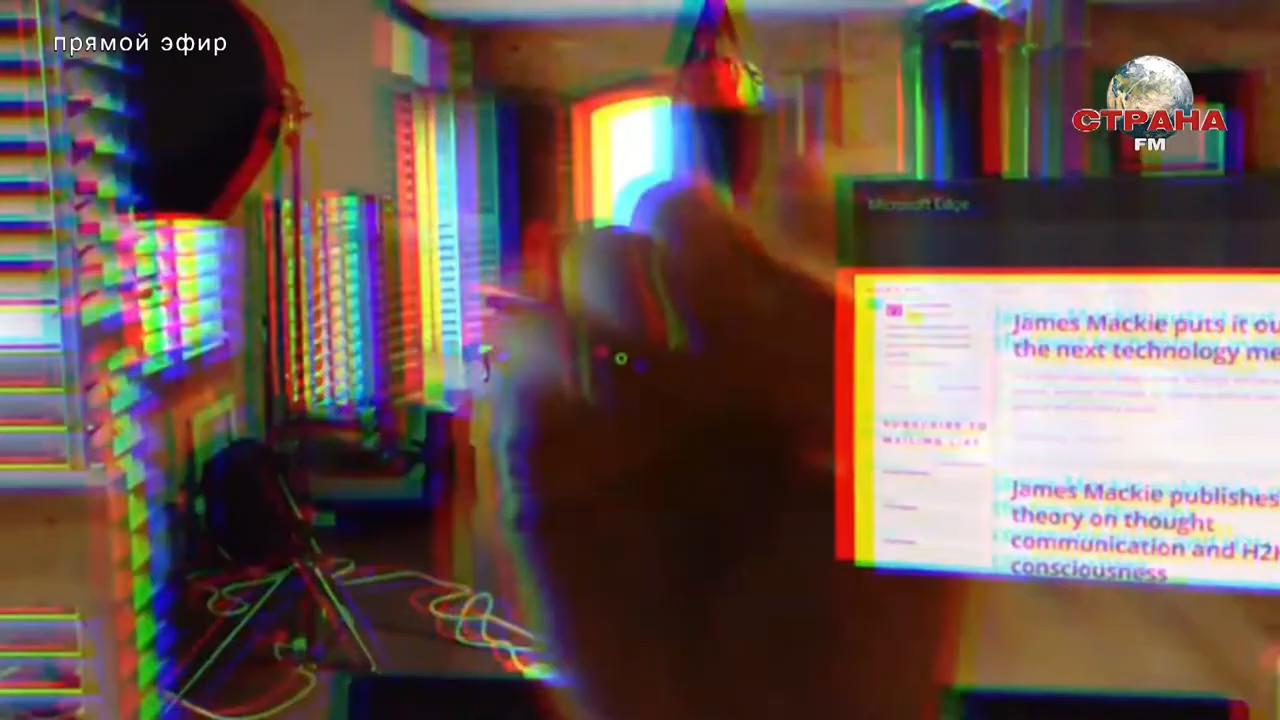 прямой эфир
СТРАНА
FM
Microsoft Edge
James Mackie puts it ou
the next technology me
SUBSCRIBE TO
MAILING LIST
James Mackie publishes
theory on thought
communication and H2H
consciousness